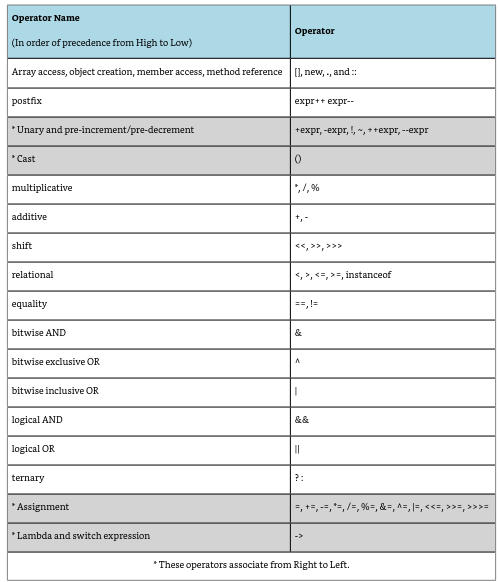 Operator Name
(In order of precedence from High to Low)
Operator
Array access, object creation, member access, method reference
[], new, ., and ::
postfix
expr++ expr--
* Unary and pre-increment/pre-decrement
+expr, -expr, !, ~, ++expr, --expr
* Cast
()
multiplicative
*, /, %
additive
+, -
shift
<<, >>, >>>
relational
<, >, <=, >=, instanceof
equality
==, !=
bitwise AND
&
bitwise exclusive OR
^
bitwise inclusive OR
|
logical AND
&&
logical OR
||
ternary
? :
* Assignment
=, +=, -=, *=, /=, %=, &=, ^=, |=, <<=, >>=, >>>=
* Lambda and switch expression
->
* These operators associate from Right to Left.